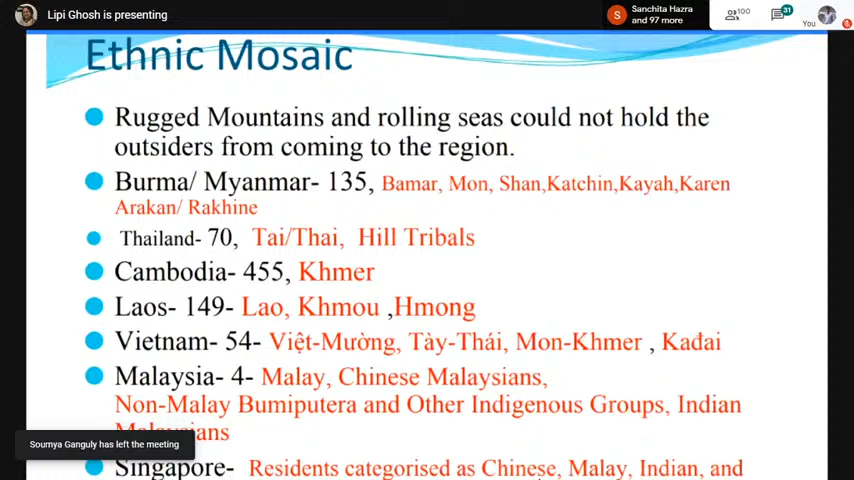 Lipi Ghosh is presenting
Sanchita Hazra
and 97 more
S
100
31
You
Ethnic Mosaic
Rugged Mountains and rolling seas could not hold the
outsiders from coming to the region.
Burma/ Myanmar- 135, Bamar, Mon, Shan,Katchin,Kayah,Karen
Arakan/ Rakhine
Thailand- 70, Tai/Thai, Hill Tribals
Cambodia- 455, Khmer
Laos- 149- Lao, Khmou ,Hmong
Vietnam- 54- Việt-Mường, Tày-Thái, Mon-Khmer , Kađai
Malaysia- 4- Malay, Chinese Malaysians,
Non-Malay Bumiputera and Other Indigenous Groups, Indian
Malaysians
Soumya Ganguly has left the meeting
Singapore- Residents categorised as Chinese, Malay, Indian, and